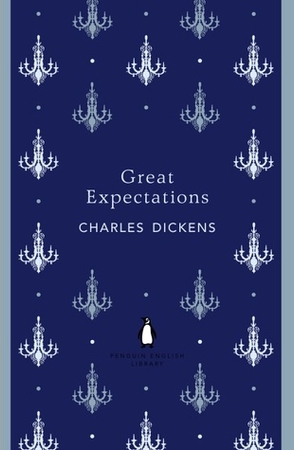 Great
Expectations
CHARLES DICKENS
PENGUIN ENGLISH
LIBRARY